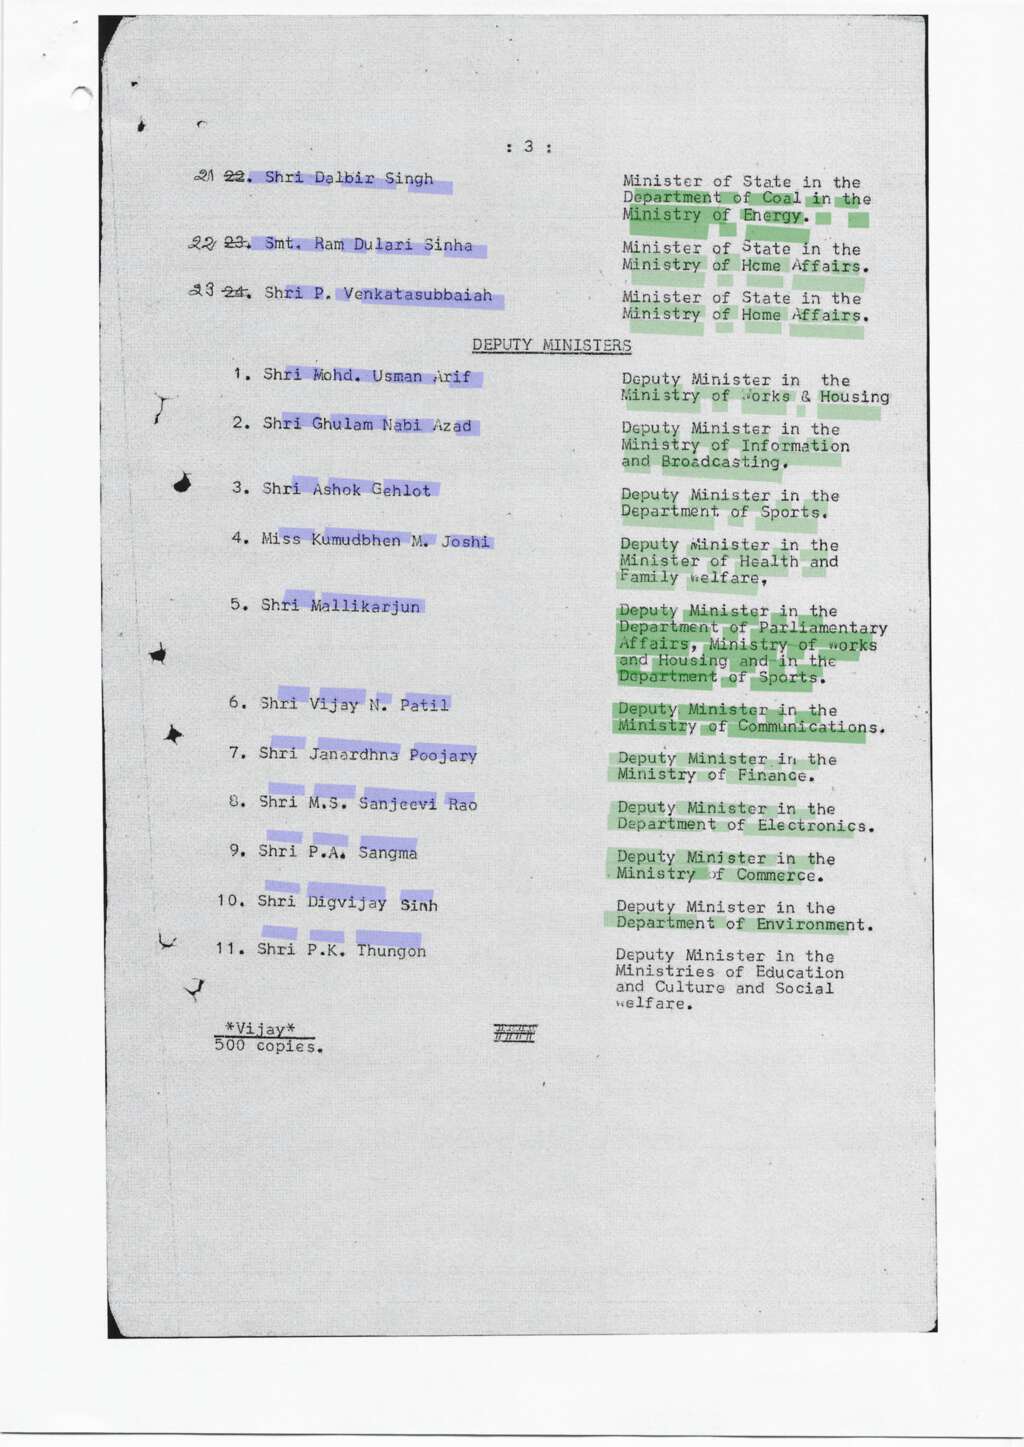 : 3 :
21 22. Shri Dalbir Singh
Minister of State in the
Department of Coal in the
Ministry of Energy.
22 23. Smt. Ram Dulari Sinha
Minister of State in the
Ministry of Home Affairs.
23 24. Shri P. Venkatasubbaiah
Minister of State in the
Ministry of Home Affairs.
DEPUTY MINISTERS
1. Shri Mohd. Usman Arif
Deputy Minister in the
Ministry of Works & Housing
2. Shri Ghulam Nabi Azad
Deputy Minister in the
Ministry of Information
and Broadcasting.
3. Shri Ashok Gehlot
Deputy Minister in the
Department of Sports.
4. Miss Kumudbhen M. Joshi
Deputy Minister in the
Minister of Health and
Family Welfare,
5. Shri Mallikarjun
Deputy Minister in the
Department of Parliamentary
Affairs, Ministry of Works
and Housing and in the
Department of Sports.
6. Shri Vijay N. Patil
Deputy Minister in the
Ministry of Communications.
7. Shri Janardhna Poojary
Deputy Minister in the
Ministry of Finance.
8. Shri M.S. Sanjeevi Rao
Deputy Minister in the
Department of Electronics.
9. Shri P.A. Sangma
Deputy Minister in the
Ministry of Commerce.
10. Shri Digvijay Sinh
Deputy Minister in the
Department of Environment.
11. Shri P.K. Thungon
Deputy Minister in the
Ministries of Education
and Culture and Social
Welfare.
*Vijay*
500 copies.
####